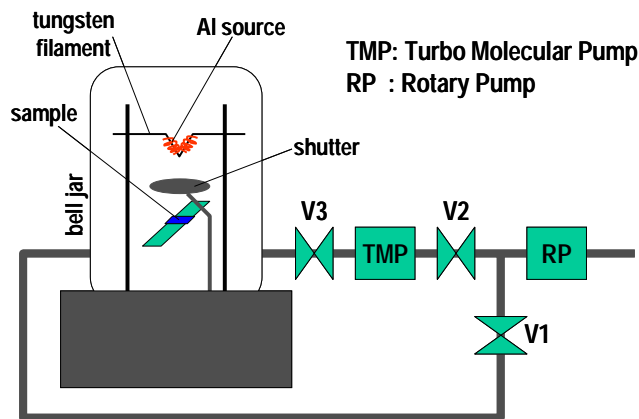 tungsten
filament
Al source
TMP: Turbo Molecular Pump
RP : Rotary Pump
sample
shutter
bell jar
V3
V2
TMP
RP
V1